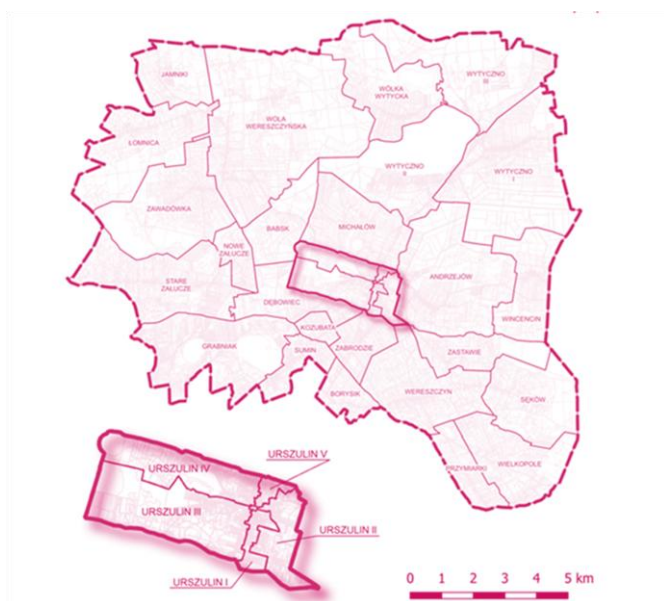 JAMNIKI
WÓLKA
WYTYCKA
WYTYCZNO
III
WOLA
WERESZCZYŃSKA
ŁOMNICA
WYTYCZNO
II
WYTYCZNO
I
ZAWADÓWKA
BABSK
MICHAŁÓW
NOWE
ZAŁUCZE
STARE
ZAŁUCZE
ANDRZEJÓW
DĘBOWIEC
WINCENCIN
KOZUBATA
GRABNIAK
SUMIN
ZABRODZIE
ZASTAWIE
BORYSIK
WERESZCZYN
SĘKÓW
PRZYMIARKI
WIELKOPOLE
URSZULIN V
URSZULIN IV
URSZULIN III
URSZULIN II
URSZULIN I
0 1 2 3 4 5 km